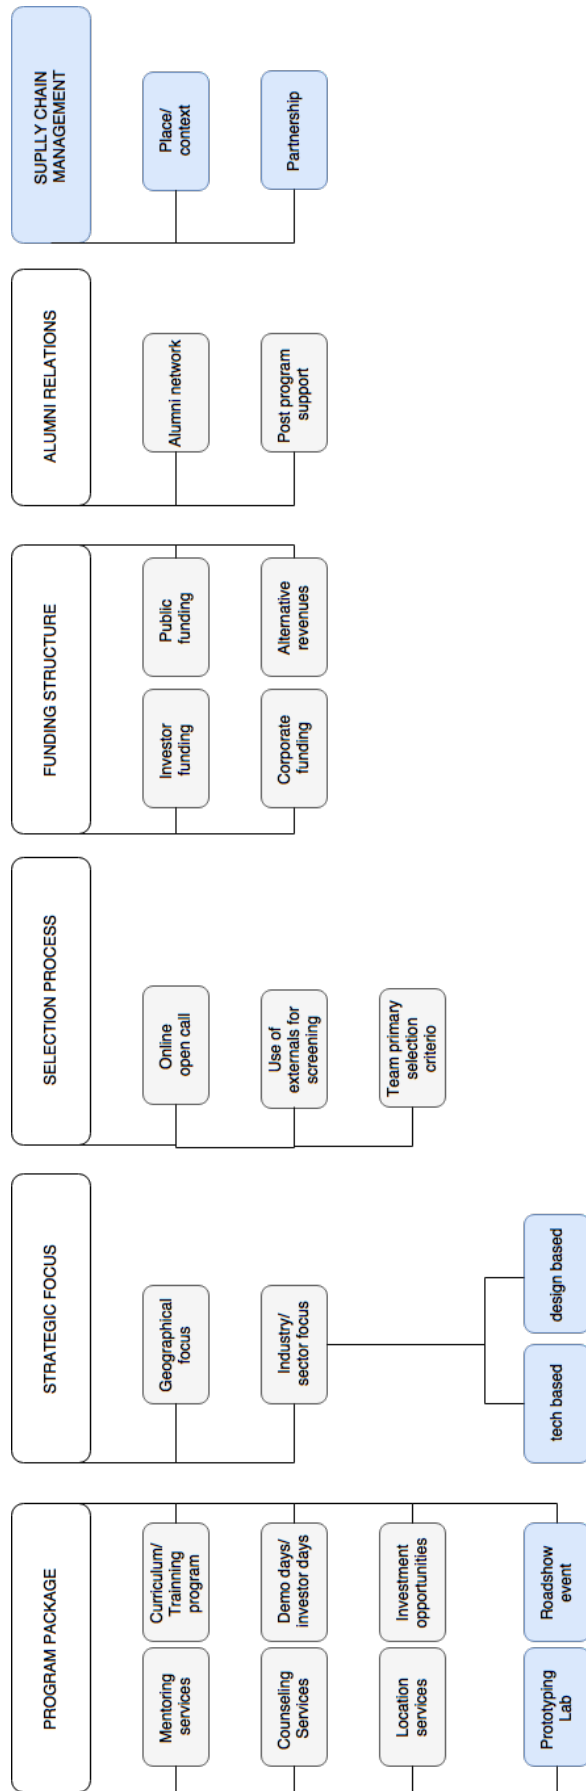 PROGRAM PACKAGE
Mentoring
services
Curriculum/
Trainning
program
Counseling
Services
Demo days/
investor days
Location
services
Investment
opportunities
Prototyping
Lab
Roadshow
event
STRATEGIC FOCUS
Geographical
focus
Industry/
sector focus
tech based
design based
SELECTION PROCESS
Online
open call
Use of
externals for
screening
Team primary
selection
criterio
FUNDING STRUCTURE
Investor
funding
Public
funding
Corporate
funding
Alternative
revenues
ALUMNI RELATIONS
Alumni network
Post program
support
SUPLLY CHAIN
MANAGEMENT
Place/
context
Partnership